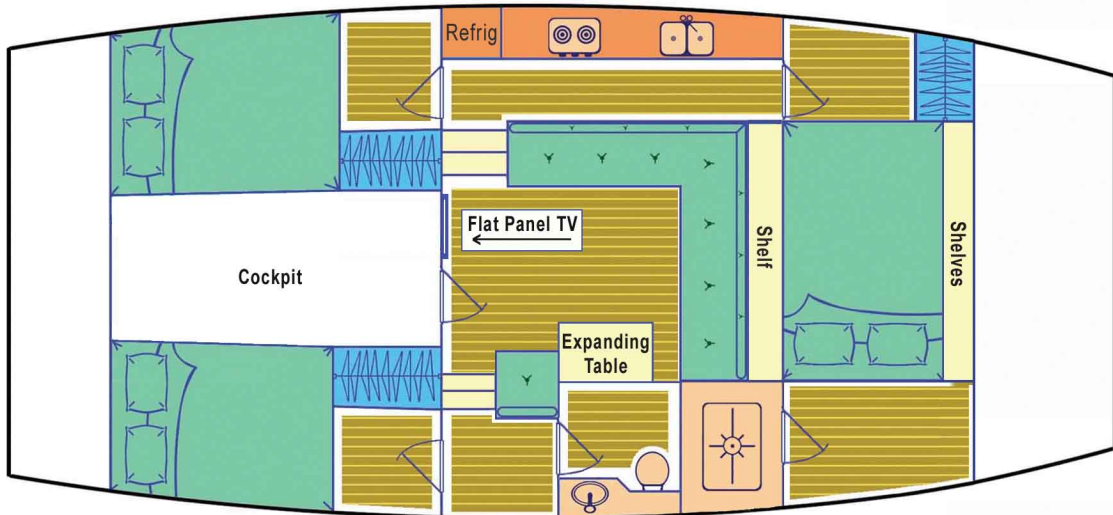 Refrig
Flat Panel TV
Cockpit
Shelf
Shelves
Expanding
Table